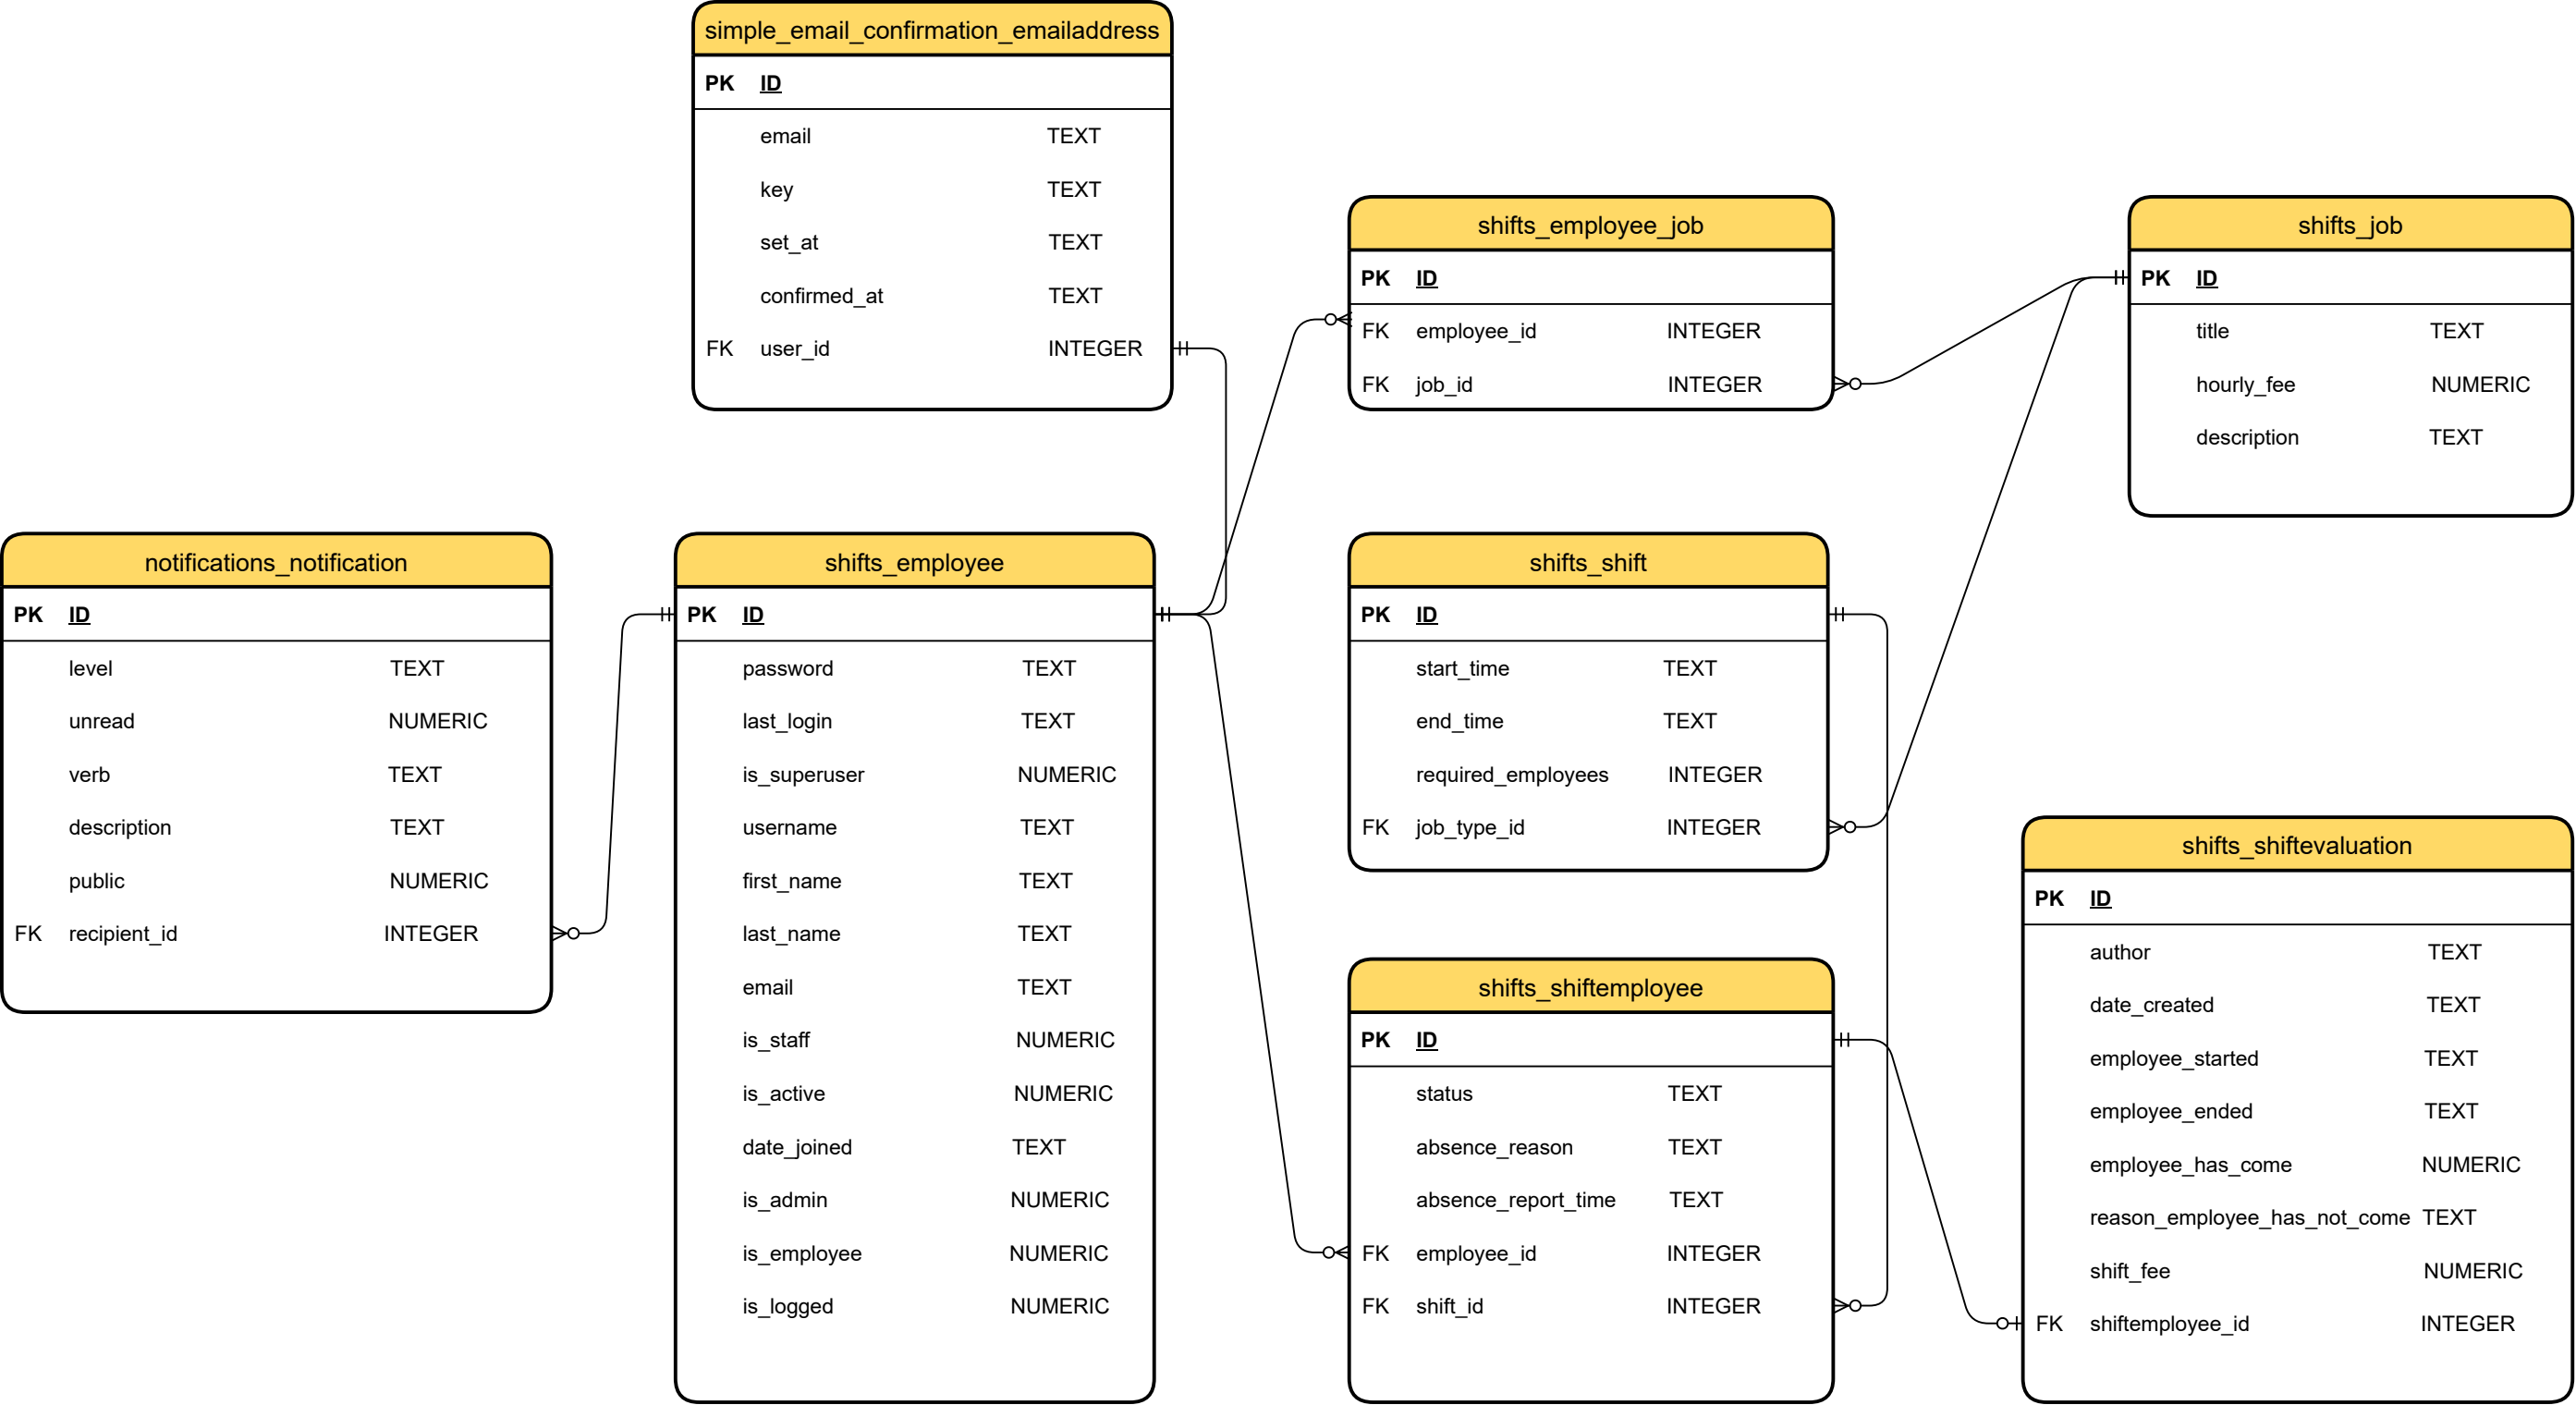 simple_email_confirmation_emailaddress
PK ID
email TEXT
key TEXT
set_at TEXT
confirmed_at TEXT
FK user_id INTEGER
shifts_employee_job
PK ID
FK employee_id INTEGER
FK job_id INTEGER
shifts_job
PK ID
title TEXT
hourly_fee NUMERIC
description TEXT
notifications_notification
PK ID
level TEXT
unread NUMERIC
verb TEXT
description TEXT
public NUMERIC
FK recipient_id INTEGER
shifts_employee
PK ID
password TEXT
last_login TEXT
is_superuser NUMERIC
username TEXT
first_name TEXT
last_name TEXT
email TEXT
is_staff NUMERIC
is_active NUMERIC
date_joined TEXT
is_admin NUMERIC
is_employee NUMERIC
is_logged NUMERIC
shifts_shift
PK ID
start_time TEXT
end_time TEXT
required_employees INTEGER
FK job_type_id INTEGER
shifts_shiftemployee
PK ID
status TEXT
absence_reason TEXT
absence_report_time TEXT
FK employee_id INTEGER
FK shift_id INTEGER
shifts_shiftevaluation
PK ID
author TEXT
date_created TEXT
employee_started TEXT
employee_ended TEXT
employee_has_come NUMERIC
reason_employee_has_not_come TEXT
shift_fee NUMERIC
FK shiftemployee_id INTEGER